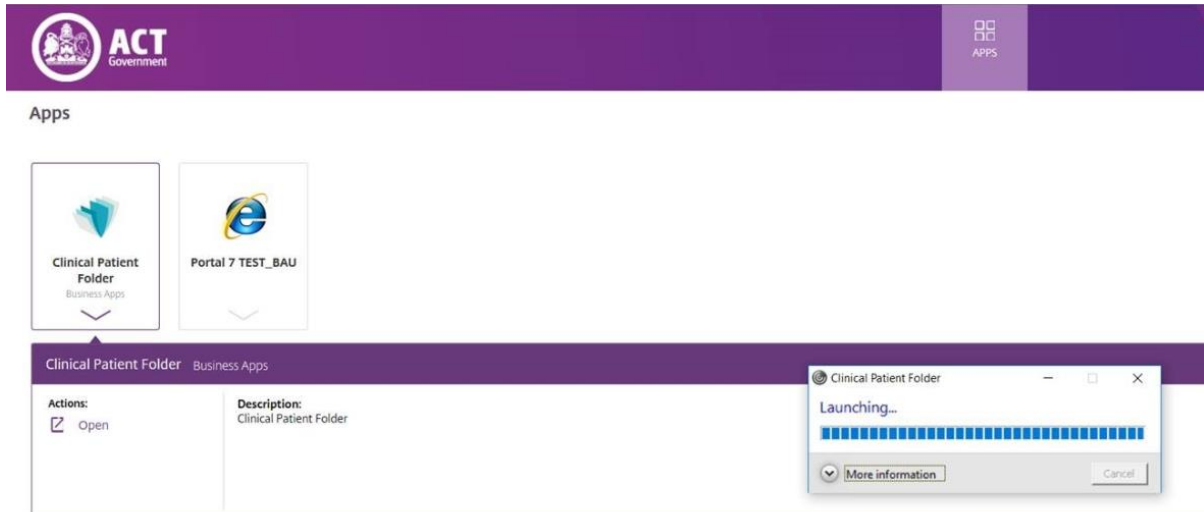 ACT
Government
APPS
Apps
Clinical Patient
Folder
Business Apps
Portal 7 TEST_BAU
Clinical Patient Folder Business Apps
Actions:
Open
Description:
Clinical Patient Folder
Clinical Patient Folder
Launching...
More information
Cancel